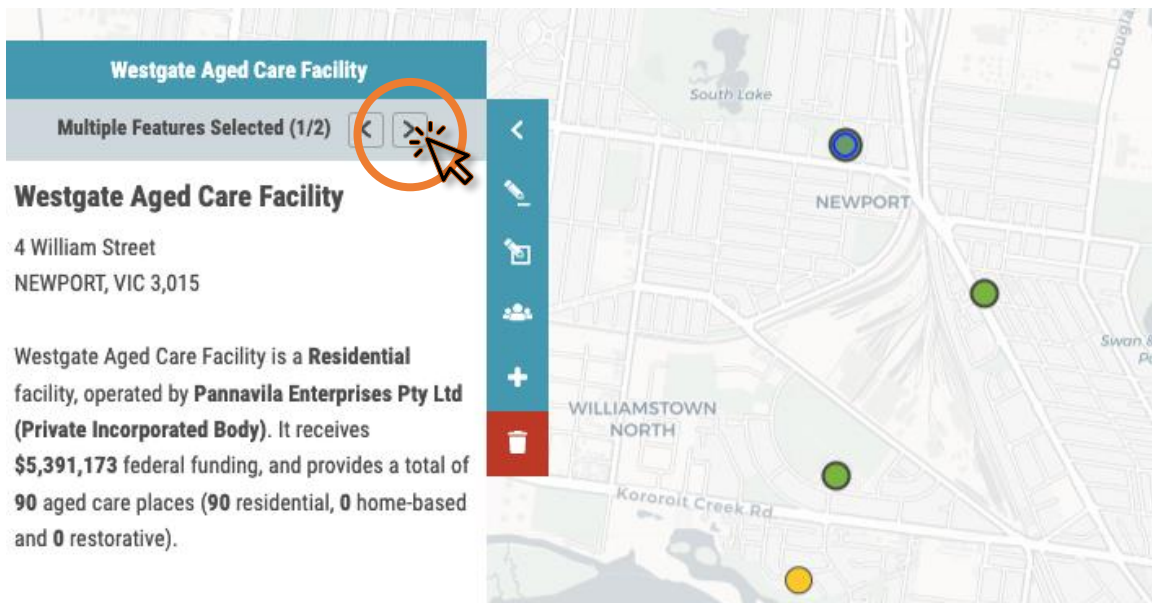 Westgate Aged Care Facility
Multiple Features Selected (1/2)
Westgate Aged Care Facility
4 William Street
NEWPORT, VIC 3,015
Westgate Aged Care Facility is a Residential
facility, operated by Pannavila Enterprises Pty Ltd
(Private Incorporated Body). It receives
$5,391,173 federal funding, and provides a total of
90 aged care places (90 residential, 0 home-based
and 0 restorative).
South Lake
NEWPORT
WILLIAMSTOWN
NORTH
Kororoit Creek Rd
Swan